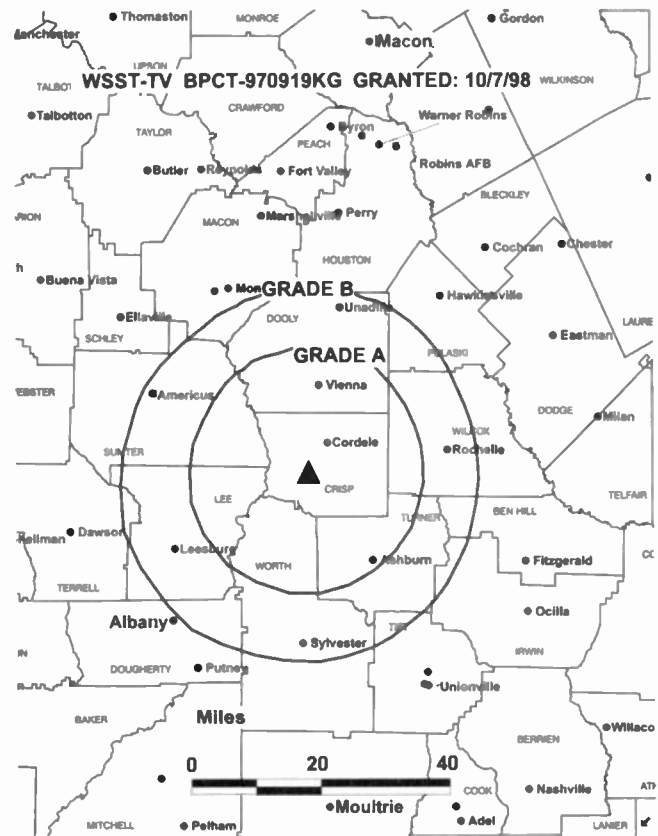 Thomaston
MONROE
Gordon
Macon
UPSON
WSST-TV BPCT-970919KG GRANTED: 10/7/98
WILKINSON
CRAWFORD
Talbotton
Warner Robins
Byron
TAYLOR
PEACH
Butler
Reynolds
Fort Valley
Robins AFB
BLECKLEY
MACON
Marshallville
Perry
Cochran
Chester
HOUSTON
Buena Vista
GRADE B
Hawkinsville
Unadilla
Ellaville
DOOLY
SCHLEY
Eastman
GRADE A
PULASKI
Vienna
Americus
DODGE
Milan
WILCOX
Cordele
Rochelle
SUMTER
CRISP
LEE
TELFAIR
TURNER
BEN HILL
Dawson
Leesburg
WORTH
Ashburn
Fitzgerald
TERRELL
Albany
Ocilla
TIFT
Sylvester
IRWIN
DOUGHERTY
Putney
Unionville
BAKER
Miles
BERRIEN
0 20 40
COOK
Nashville
Moultrie
MITCHELL
Pelham
Adel
LANIER